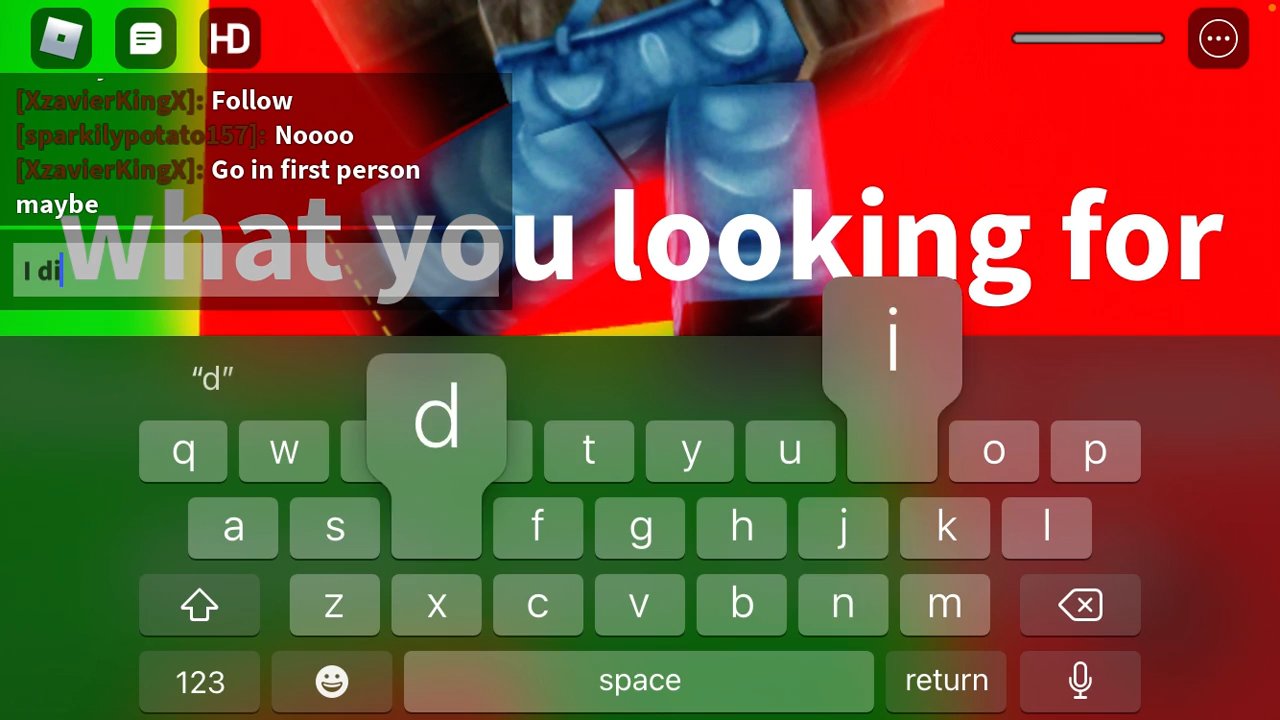 HD
[XzavierKingX]: Follow
[sparkilypotato157]: Noooo
[XzavierKingX]: Go in first person
maybe
what you looking for
I di
“d”
i
d
q w t y u o p
a s f g h j k l
z x c v b n m
123 space return